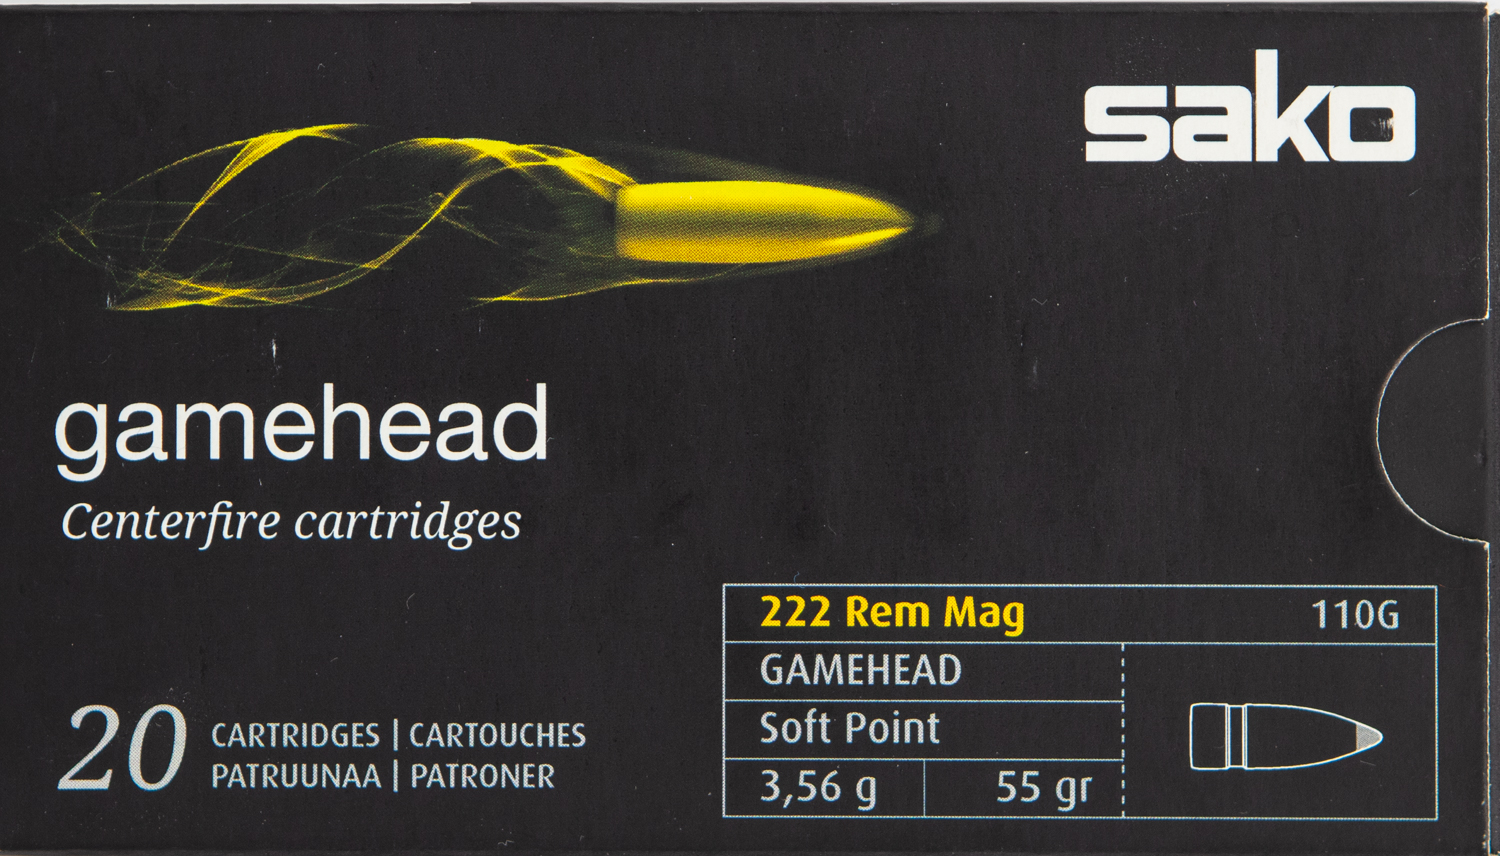 sako
gamehead
Centerfire cartridges
222 Rem Mag 110G
GAMEHEAD
Soft Point
3,56 g 55 gr
20 CARTRIDGES | CARTOUCHES
PATRUUNAA | PATRONER